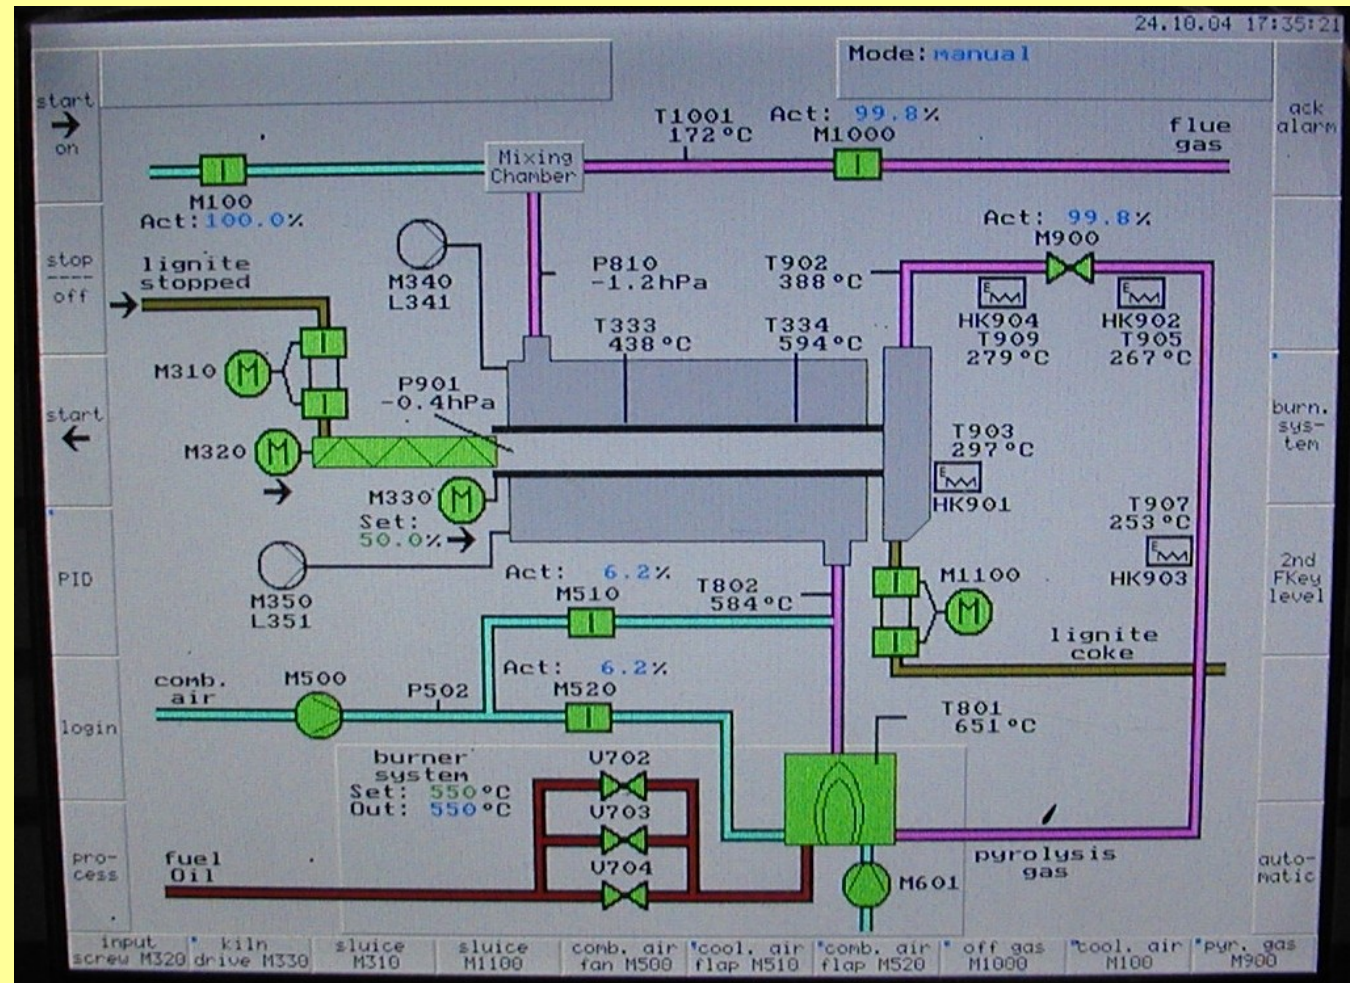 24.10.04 17:35:21
Mode: manual
start
on
ack
alarm
T1001
172°C
Act: 99.8%
M1000
flue
gas
Mixing
Chamber
M100
Act:100.0%
Act: 99.8%
M900
stop
----
off
lignite
stopped
M340
L341
P810
-1.2hPa
T902
388°C
HK904
T909
279°C
HK902
T905
267°C
T333
438°C
T334
594°C
M310
M
P901
-0.4hPa
start
burn.
sys-
tem
M320
M
T903
297°C
E
HK901
M330
M
Set:
50.0%
T907
253°C
E
HK903
PID
2nd
FKey
level
M350
L351
Act: 6.2%
M510
T802
584°C
M1100
M
lignite
coke
Act: 6.2%
M520
comb.
air
M500
P502
login
T801
651°C
burner
system
Set: 550°C
Out: 550°C
V702
V703
V704
pro-
cess
fuel
Oil
M601
pyrolysis
gas
auto-
matic
input
screw M320
kiln
drive M330
sluice
M310
sluice
M1100
comb. air
fan M500
cool. air
flap M510
comb. air
flap M520
off gas
M1000
cool. air
M100
pyr. gas
M900